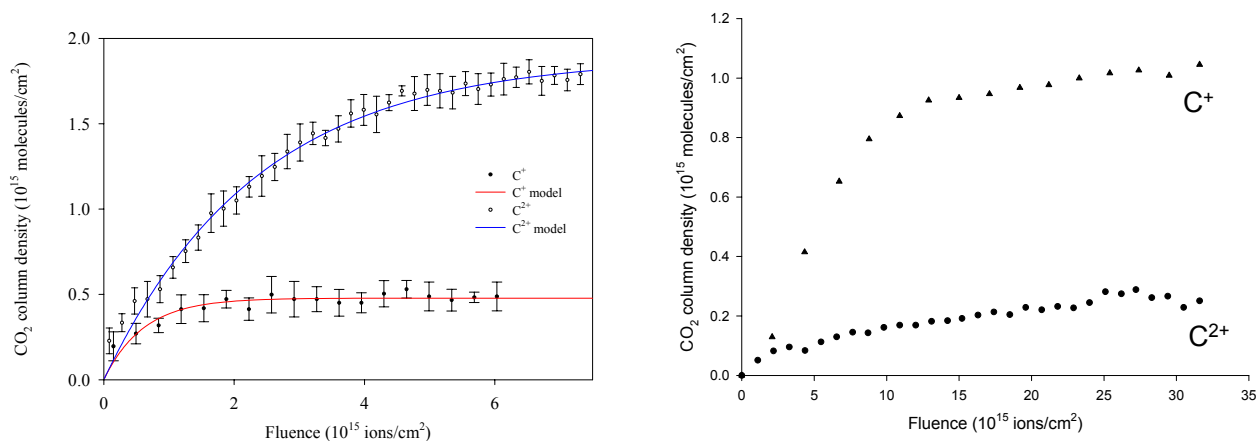 CO2 column density (10^15 molecules/cm^2)
2.0
1.5
1.0
0.5
0.0
C+
C+ model
C2+
C2+ model
0 2 4 6
Fluence (10^15 ions/cm^2)
CO2 column density (10^15 molecules/cm^2)
1.2
1.0
0.8
0.6
0.4
0.2
0.0
C+
C2+
0 5 10 15 20 25 30 35
Fluence (10^15 ions/cm^2)